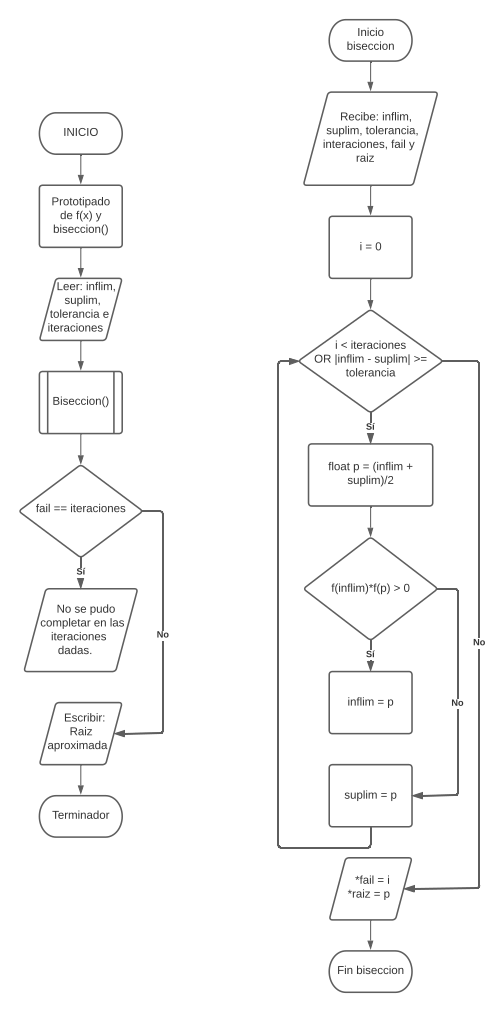 INICIO
Prototipado
de f(x) y
biseccion()
Leer: inflim,
suplim,
tolerancia e
iteraciones
Biseccion()
fail == iteraciones
Sí
No se pudo
completar en las
iteraciones
dadas.
No
Escribir:
Raiz
aproximada
Terminador
Inicio
biseccion
Recibe: inflim,
suplim, tolerancia,
interaciones, fail y
raiz
i = 0
i < iteraciones
OR |inflim - suplim| >=
tolerancia
Sí
float p = (inflim +
suplim)/2
f(inflim)*f(p) > 0
Sí
No
inflim = p
No
suplim = p
*fail = i
*raiz = p
Fin biseccion